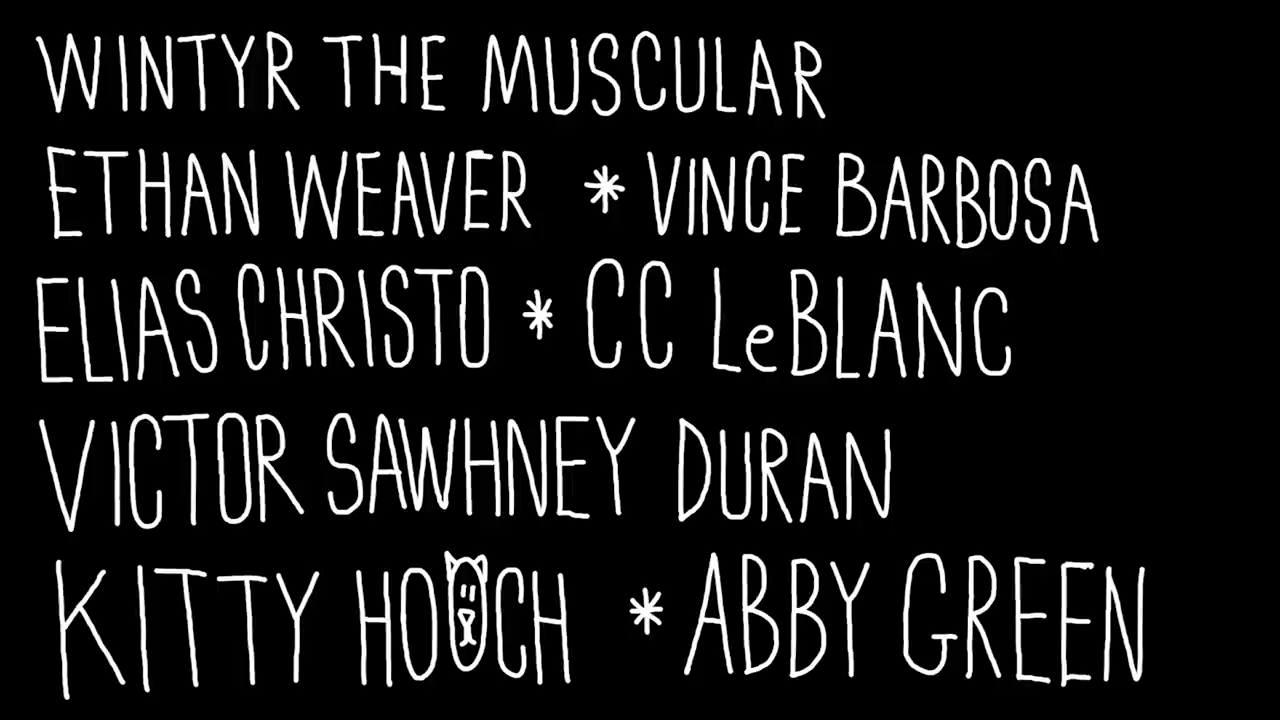 WINTYR THE MUSCULAR
ETHAN WEAVER * VINCE BARBOSA
ELIAS CHRISTO * CC LeBLANC
VICTOR SAWHNEY DURAN
KITTY HOOCH * ABBY GREEN